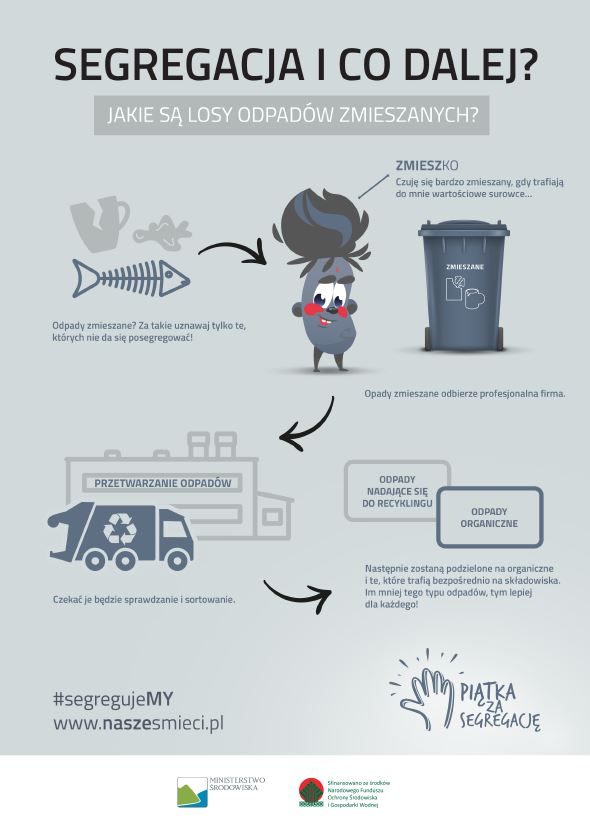 SEGREGACJA I CO DALEJ?
JAKIE SĄ LOSY ODPADÓW ZMIESZANYCH?
ZMIESZKO
Czuję się bardzo zmieszany, gdy trafiają
do mnie wartościowe surowce...
ZMIESZANE
Odpady zmieszane? Za takie uznawaj tylko te,
których nie da się posegregować!
Opady zmieszane odbierze profesjonalna firma.
PRZETWARZANIE ODPADÓW
ODPADY
NADAJĄCE SIĘ
DO RECYKLINGU
ODPADY
ORGANICZNE
Czekać je będzie sprawdzanie i sortowanie.
Następnie zostaną podzielone na organiczne
i te, które trafią bezpośrednio na składowiska.
Im mniej tego typu odpadów, tym lepiej
dla każdego!
#segregujeMY
www.naszesmieci.pl
PIĄTKA
ZA
SEGREGACJĘ
MINISTERSTWO
ŚRODOWISKA
Sfinansowano ze środków
Narodowego Funduszu
Ochrony Środowiska
i Gospodarki Wodnej